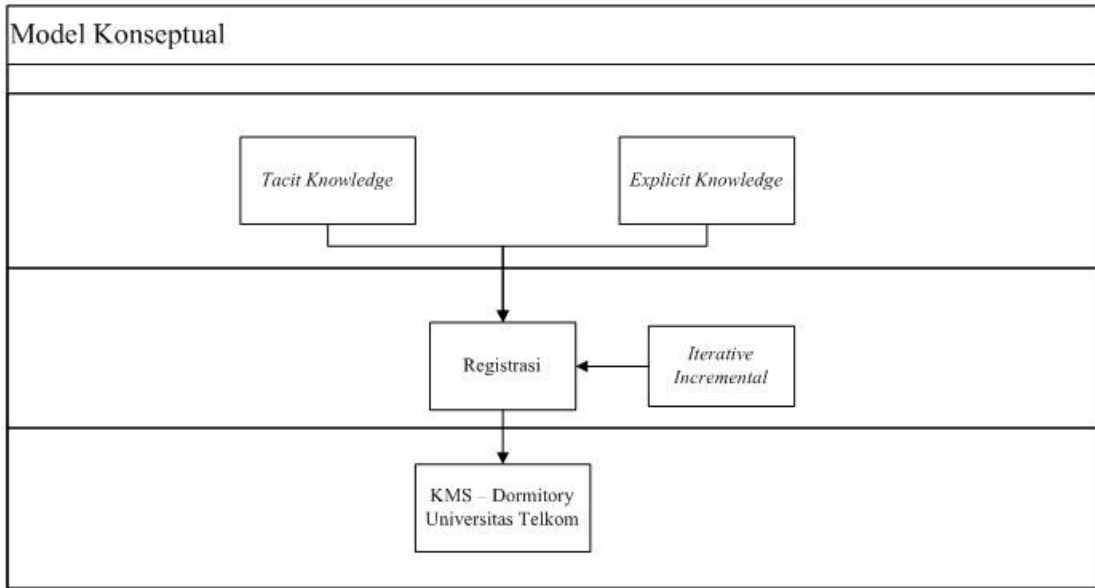 Model Konseptual
Tacit Knowledge
Explicit Knowledge
Registrasi
Iterative
Incremental
KMS – Dormitory
Universitas Telkom